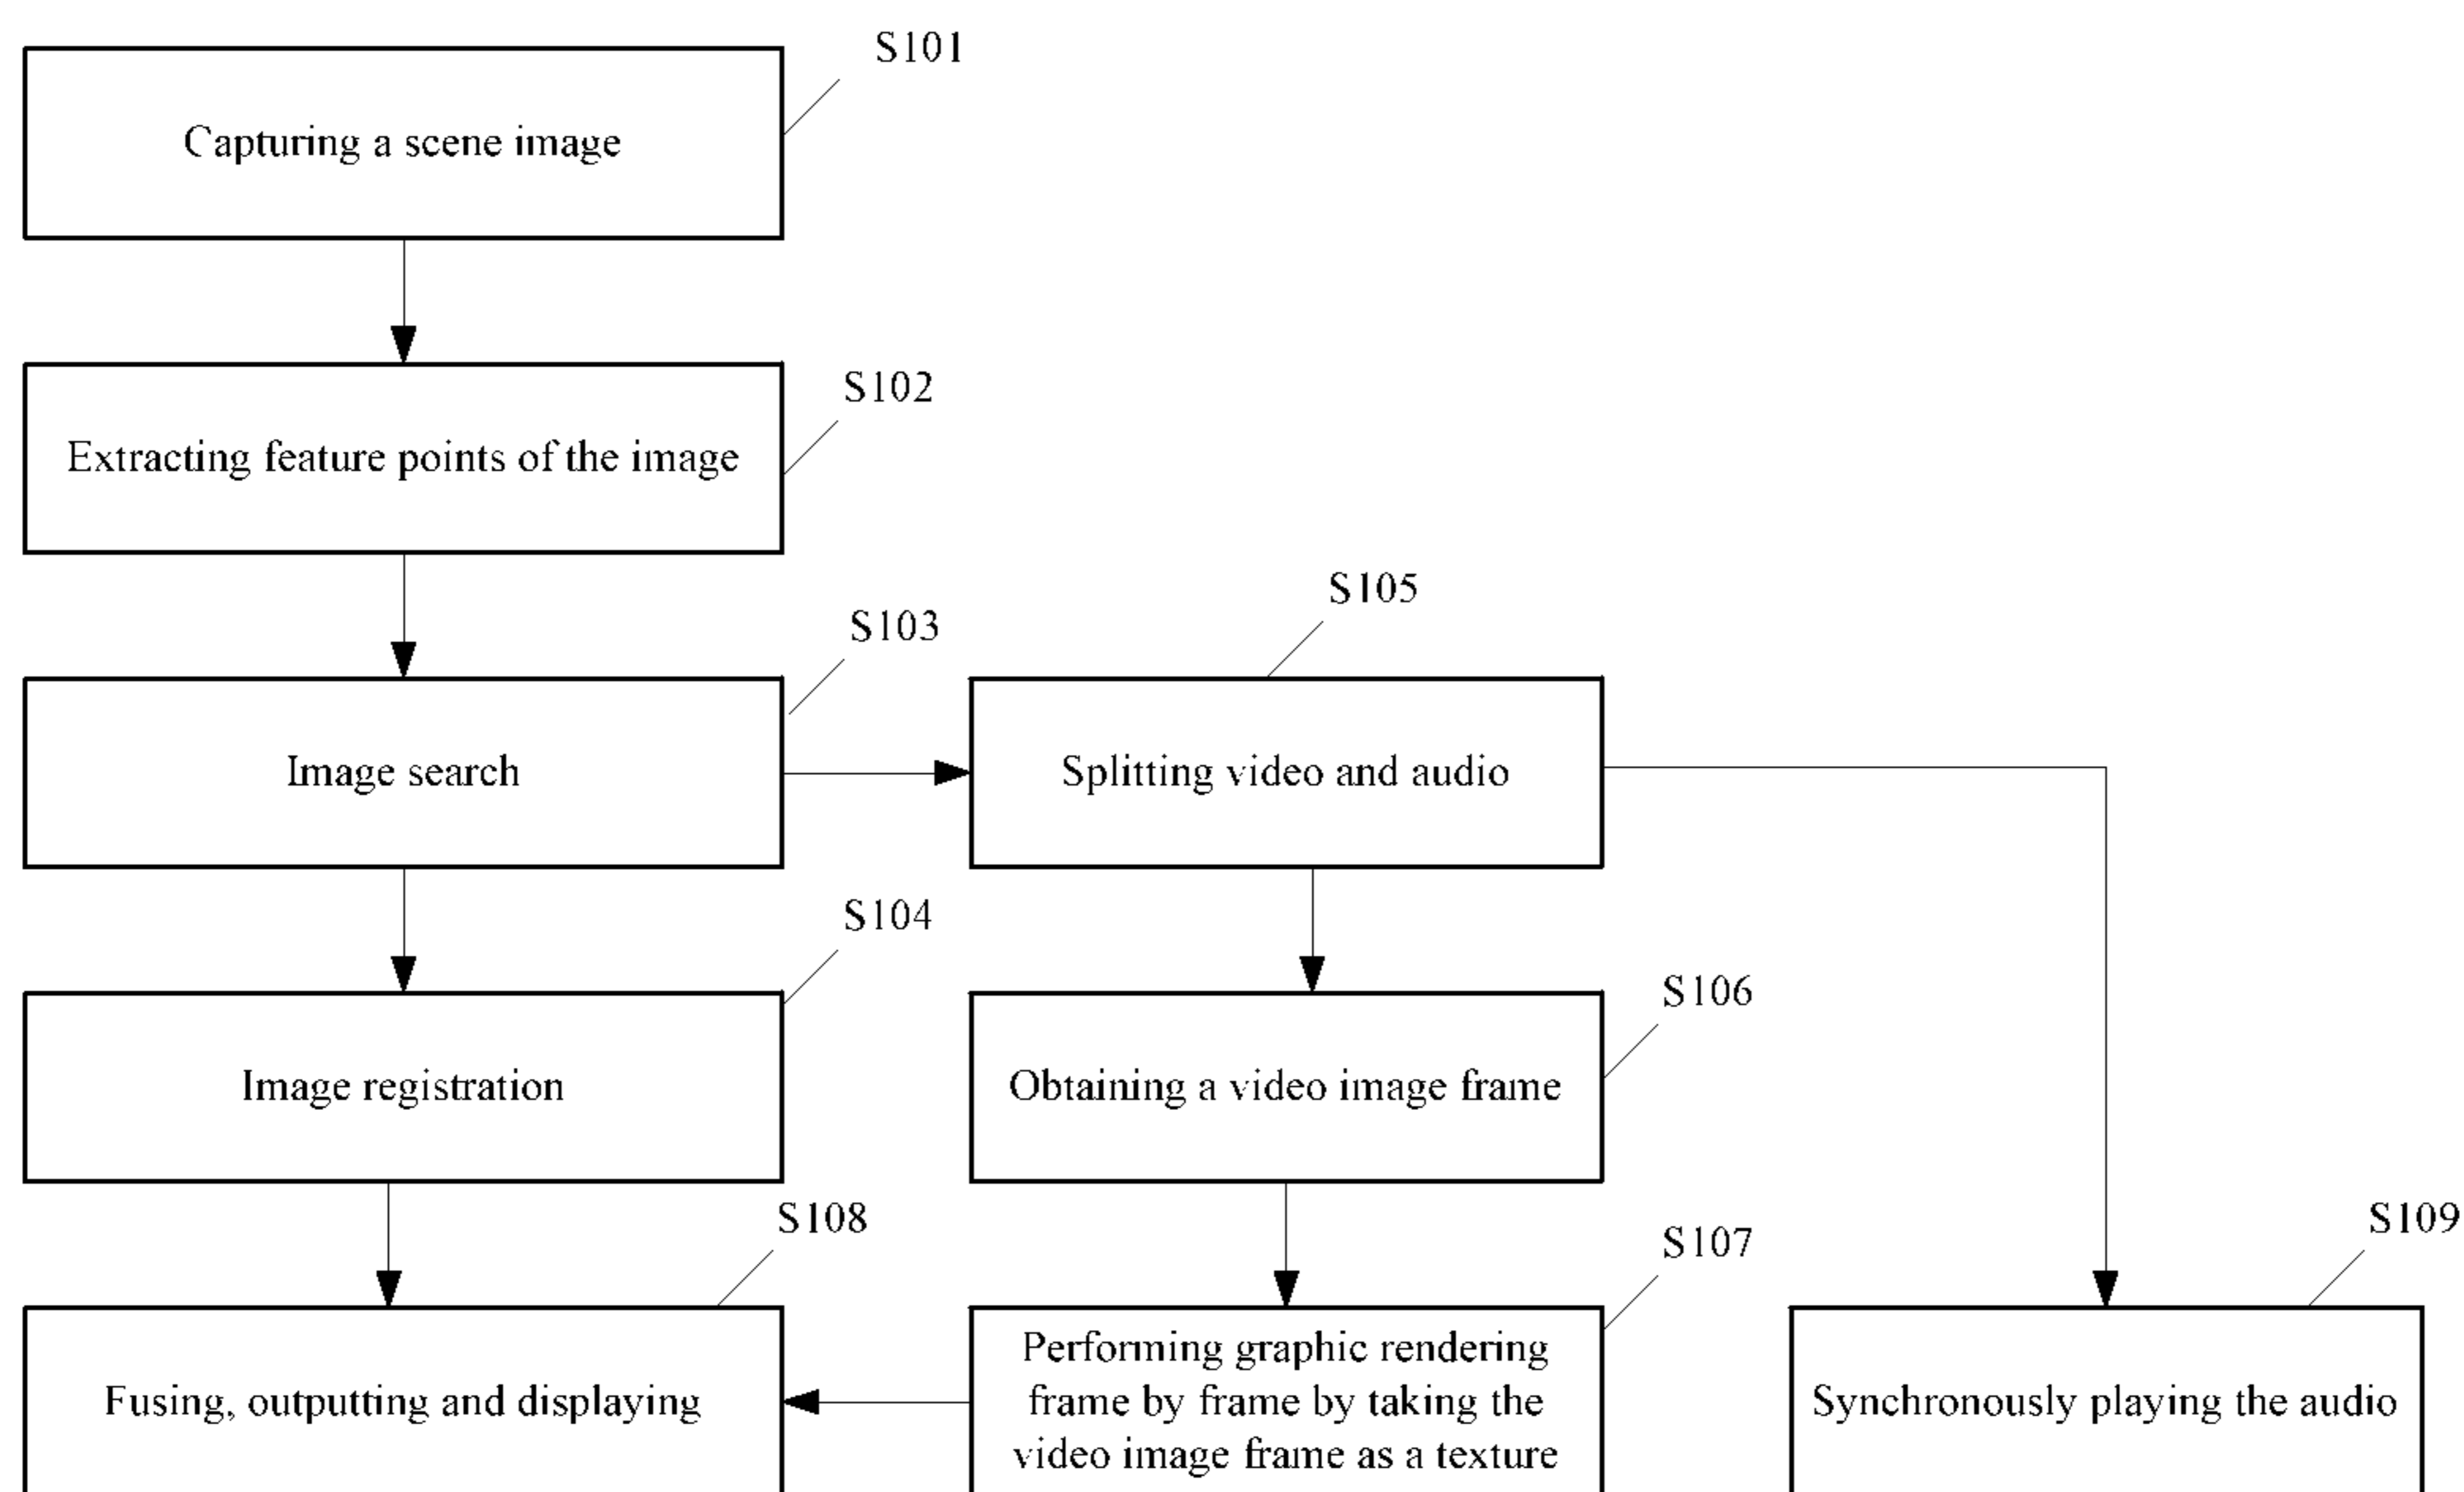 S101
Capturing a scene image
S102
Extracting feature points of the image
S103
Image search
S105
Splitting video and audio
S104
Image registration
S106
Obtaining a video image frame
S108
Fusing, outputting and displaying
S107
Performing graphic rendering
frame by frame by taking the
video image frame as a texture
S109
Synchronously playing the audio